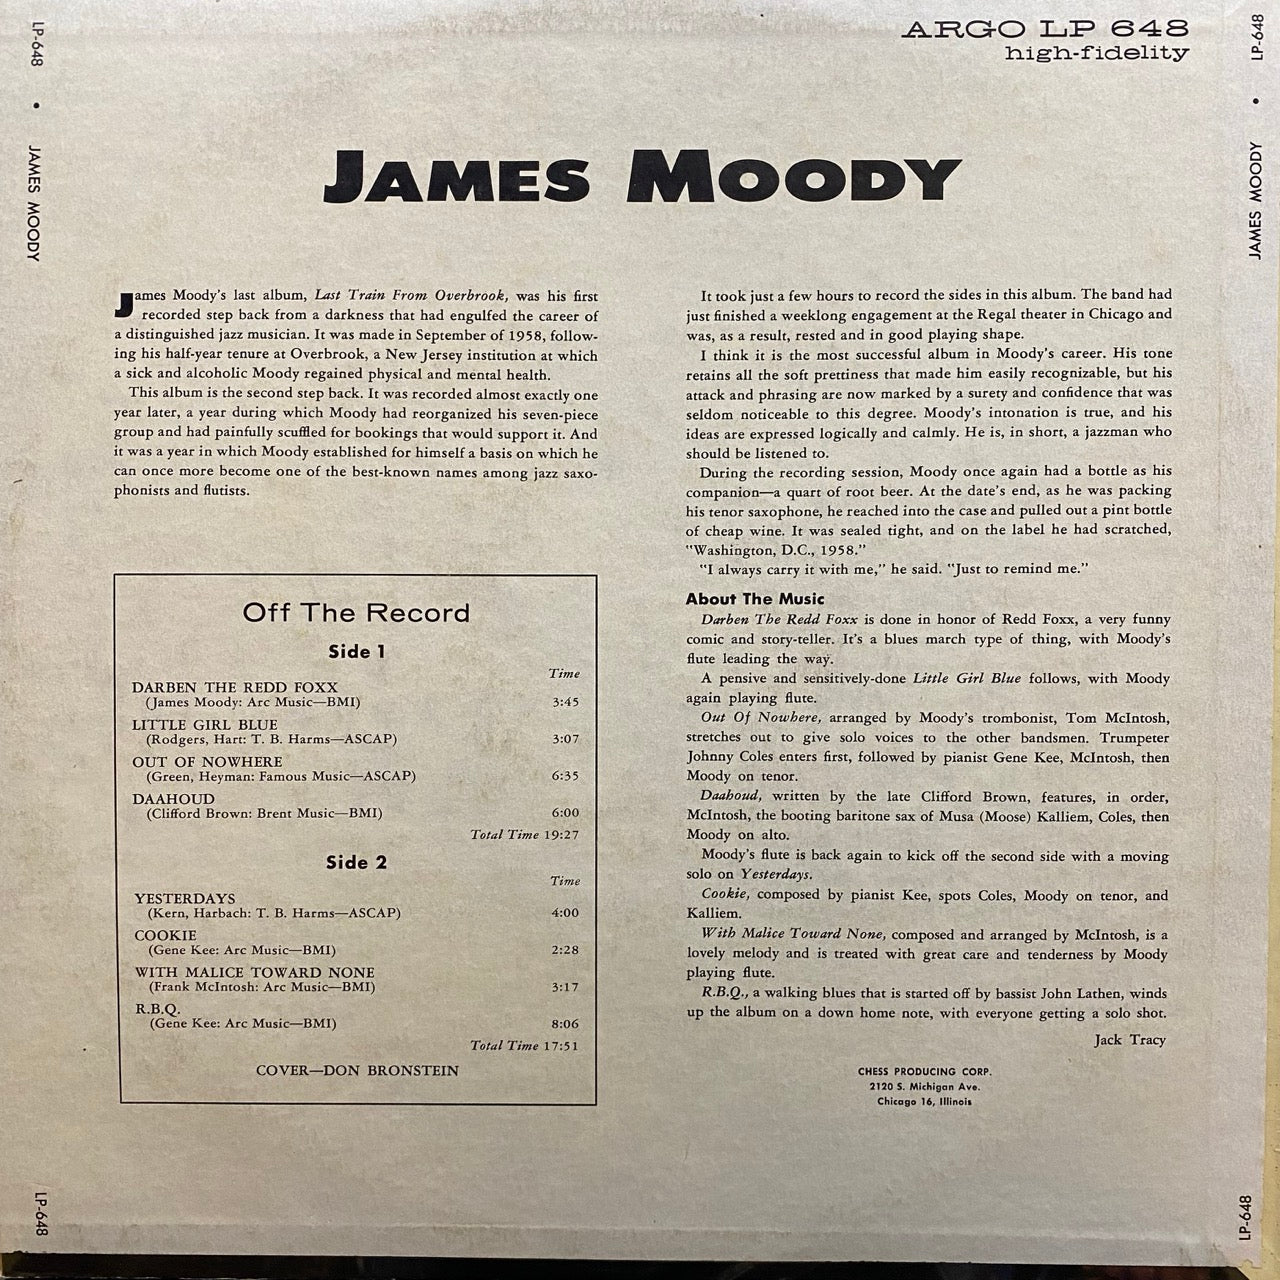 ARGO LP 648
high-fidelity
LP-648 • JAMES MOODY
LP-648 • JAMES MOODY
JAMES MOODY
James Moody's last album, Last Train From Overbrook, was his first
recorded step back from a darkness that had engulfed the career of
a distinguished jazz musician. It was made in September of 1958, follow-
ing his half-year tenure at Overbrook, a New Jersey institution at which
a sick and alcoholic Moody regained physical and mental health.
This album is the second step back. It was recorded almost exactly one
year later, a year during which Moody had reorganized his seven-piece
group and had painfully scuffled for bookings that would support it. And
it was a year in which Moody established for himself a basis on which he
can once more become one of the best-known names among jazz saxo-
phonists and flutists.
Off The Record
Side 1
Time
DARBEN THE REDD FOXX
(James Moody: Arc Music—BMI) 3:45
LITTLE GIRL BLUE
(Rodgers, Hart: T. B. Harms—ASCAP) 3:07
OUT OF NOWHERE
(Green, Heyman: Famous Music—ASCAP) 6:35
DAAHOUD
(Clifford Brown: Brent Music—BMI) 6:00
Total Time 19:27
Side 2
Time
YESTERDAYS
(Kern, Harbach: T. B. Harms—ASCAP) 4:00
COOKIE
(Gene Kee: Arc Music—BMI) 2:28
WITH MALICE TOWARD NONE
(Frank McIntosh: Arc Music—BMI) 3:17
R.B.Q.
(Gene Kee: Arc Music—BMI) 8:06
Total Time 17:51
COVER—DON BRONSTEIN
It took just a few hours to record the sides in this album. The band had
just finished a weeklong engagement at the Regal theater in Chicago and
was, as a result, rested and in good playing shape.
I think it is the most successful album in Moody's career. His tone
retains all the soft prettiness that made him easily recognizable, but his
attack and phrasing are now marked by a surety and confidence that was
seldom noticeable to this degree. Moody's intonation is true, and his
ideas are expressed logically and calmly. He is, in short, a jazzman who
should be listened to.
During the recording session, Moody once again had a bottle as his
companion—a quart of root beer. At the date's end, as he was packing
his tenor saxophone, he reached into the case and pulled out a pint bottle
of cheap wine. It was sealed tight, and on the label he had scratched,
"Washington, D.C., 1958."
"I always carry it with me," he said. "Just to remind me."
About The Music
Darben The Redd Foxx is done in honor of Redd Foxx, a very funny
comic and story-teller. It's a blues march type of thing, with Moody's
flute leading the way.
A pensive and sensitively-done Little Girl Blue follows, with Moody
again playing flute.
Out Of Nowhere, arranged by Moody's trombonist, Tom McIntosh,
stretches out to give solo voices to the other bandsmen. Trumpeter
Johnny Coles enters first, followed by pianist Gene Kee, McIntosh, then
Moody on tenor.
Daahoud, written by the late Clifford Brown, features, in order,
McIntosh, the booting baritone sax of Musa (Moose) Kalliem, Coles, then
Moody on alto.
Moody's flute is back again to kick off the second side with a moving
solo on Yesterdays.
Cookie, composed by pianist Kee, spots Coles, Moody on tenor, and
Kalliem.
With Malice Toward None, composed and arranged by McIntosh, is a
lovely melody and is treated with great care and tenderness by Moody
playing flute.
R.B.Q., a walking blues that is started off by bassist John Lathen, winds
up the album on a down home note, with everyone getting a solo shot.
Jack Tracy
CHESS PRODUCING CORP.
2120 S. Michigan Ave.
Chicago 16, Illinois
LP-648
LP-648